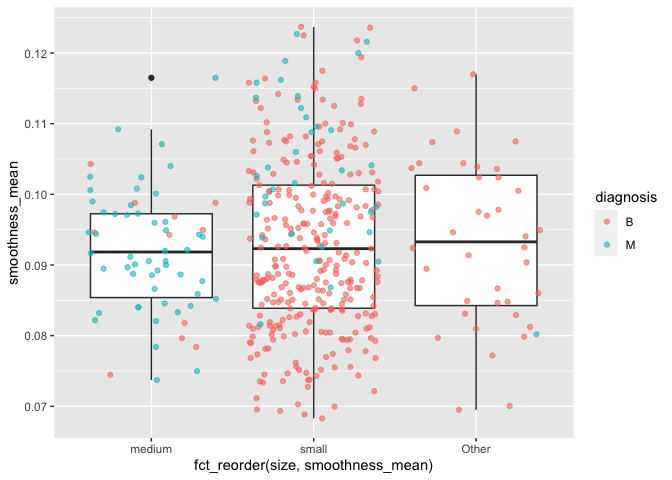 0.12
0.11
0.10
0.09
0.08
0.07
smoothness_mean
medium small Other
fct_reorder(size, smoothness_mean)
diagnosis
B
M